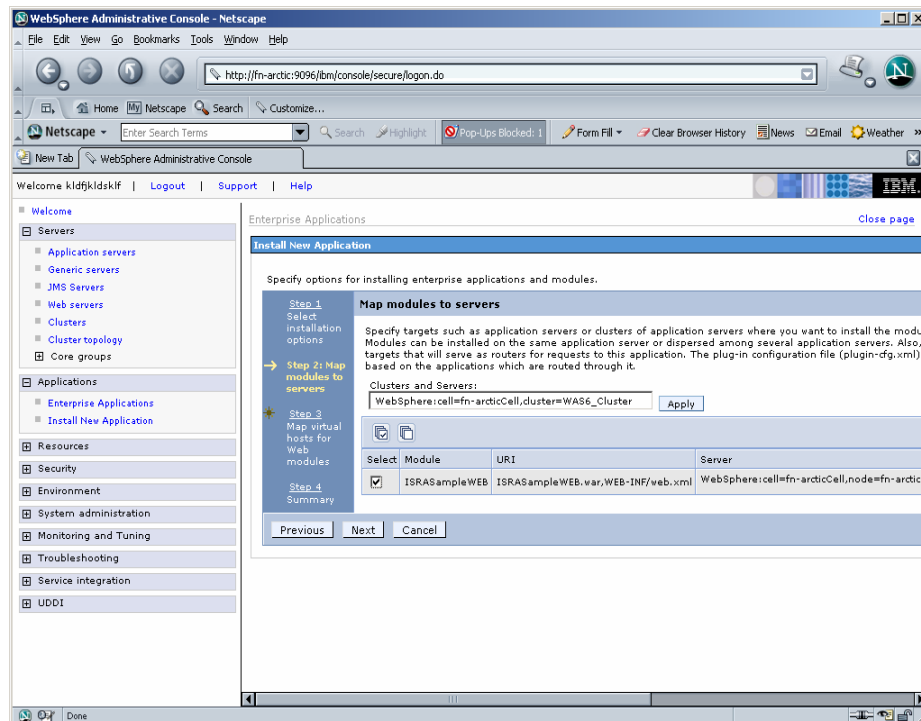 WebSphere Administrative Console - Netscape
File Edit View Go Bookmarks Tools Window Help
http://fn-arctic:9096/ibm/console/secure/logon.do
Home My Netscape Search Customize...
Netscape Enter Search Terms Search Highlight Pop-Ups Blocked: 1 Form Fill Clear Browser History News Email Weather
New Tab WebSphere Administrative Console
Welcome kldfjkldsklf | Logout | Support | Help IBM.
Welcome
Servers
Application servers
Generic servers
JMS Servers
Web servers
Clusters
Cluster topology
Core groups
Applications
Enterprise Applications
Install New Application
Resources
Security
Environment
System administration
Monitoring and Tuning
Troubleshooting
Service integration
UDDI
Enterprise Applications Close page
Install New Application
Specify options for installing enterprise applications and modules.
Step 1
Select
installation
options
Step 2: Map
modules to
servers
Step 3
Map virtual
hosts for
Web
modules
Step 4
Summary
Map modules to servers
Specify targets such as application servers or clusters of application servers where you want to install the modu
Modules can be installed on the same application server or dispersed among several application servers. Also,
targets that will serve as routers for requests to this application. The plug-in configuration file (plugin-cfg.xml)
based on the applications which are routed through it.
Clusters and Servers:
WebSphere:cell=fn-arcticCell,cluster=WAS6_Cluster Apply
Select Module URI Server
ISRASampleWEB ISRASampleWEB.war,WEB-INF/web.xml WebSphere:cell=fn-arcticCell,node=fn-arctic
Previous Next Cancel
Done